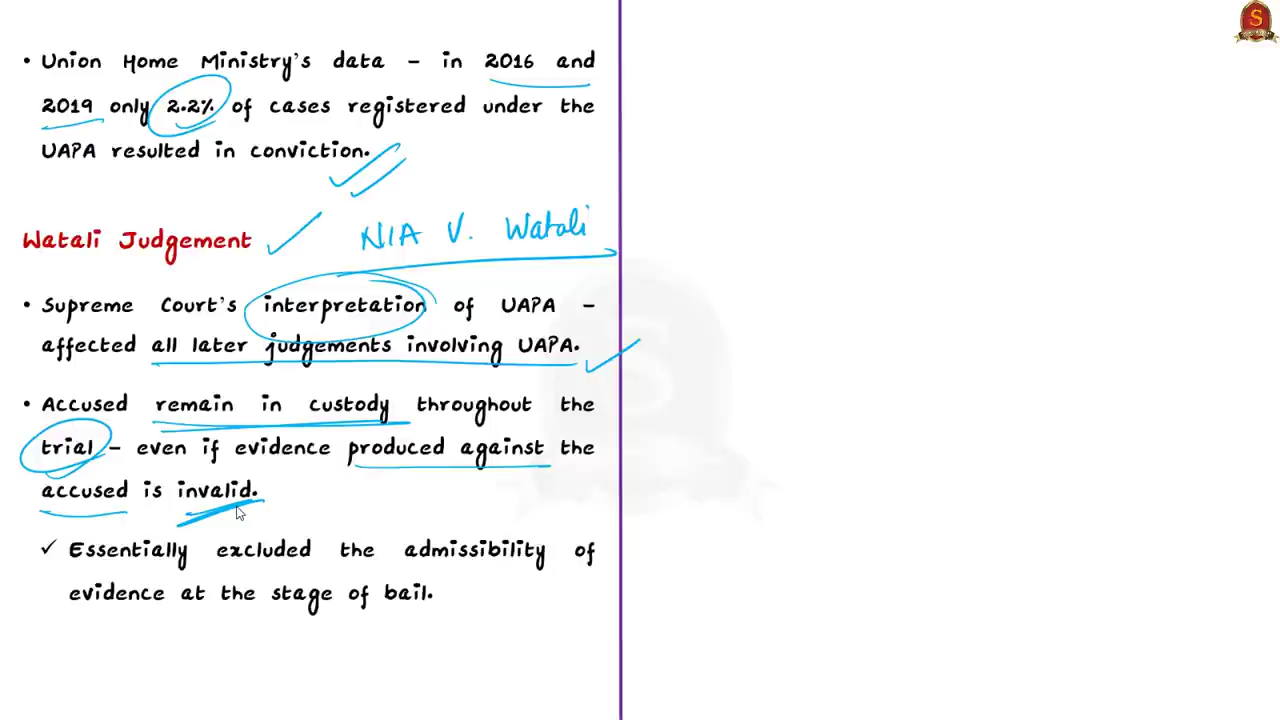 • Union Home Ministry's data – in 2016 and
2019 only 2.2% of cases registered under the
UAPA resulted in conviction.
Watali Judgement
NIA V. Watali
• Supreme Court's interpretation of UAPA –
affected all later judgements involving UAPA.
• Accused remain in custody throughout the
trial – even if evidence produced against the
accused is invalid.
✓ Essentially excluded the admissibility of
evidence at the stage of bail.
S